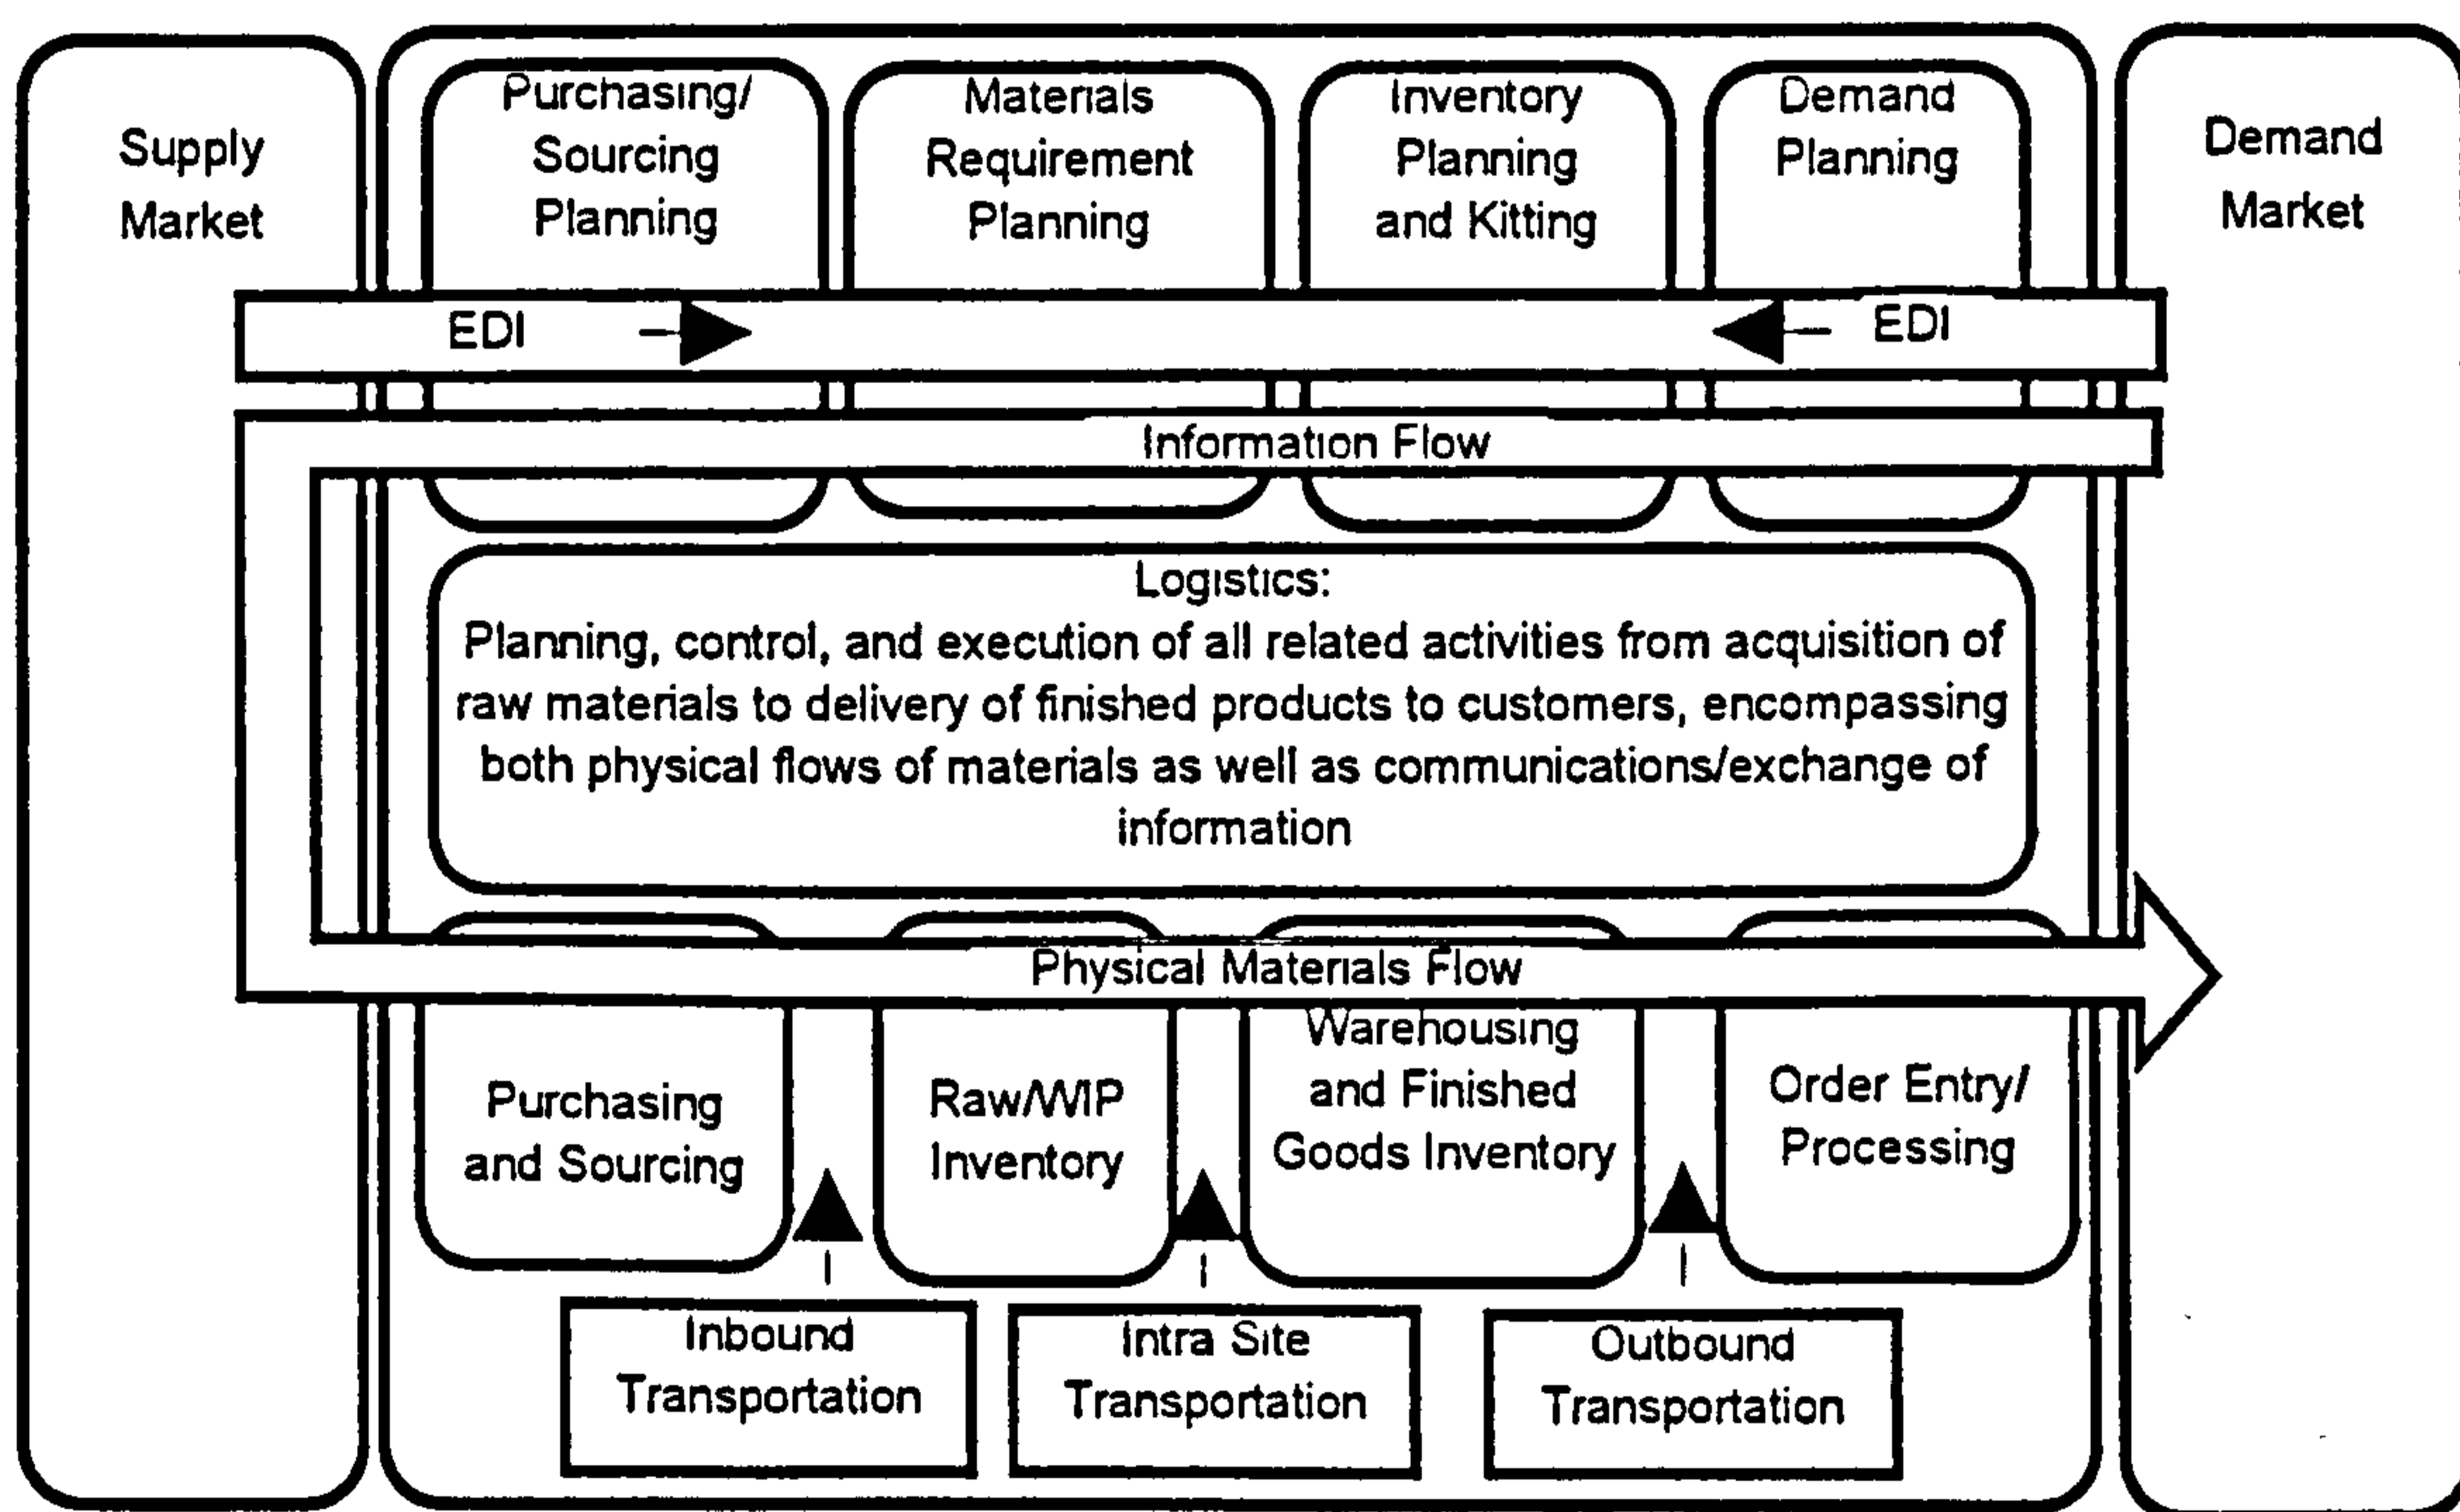 Supply
Market
Purchasing/
Sourcing
Planning
Materials
Requirement
Planning
Inventory
Planning
and Kitting
Demand
Planning
Demand
Market
EDI
EDI
Information Flow
Logistics:
Planning, control, and execution of all related activities from acquisition of
raw materials to delivery of finished products to customers, encompassing
both physical flows of materials as well as communications/exchange of
information
Physical Materials Flow
Purchasing
and Sourcing
Raw/WIP
Inventory
Warehousing
and Finished
Goods Inventory
Order Entry/
Processing
Inbound
Transportation
Intra Site
Transportation
Outbound
Transportation